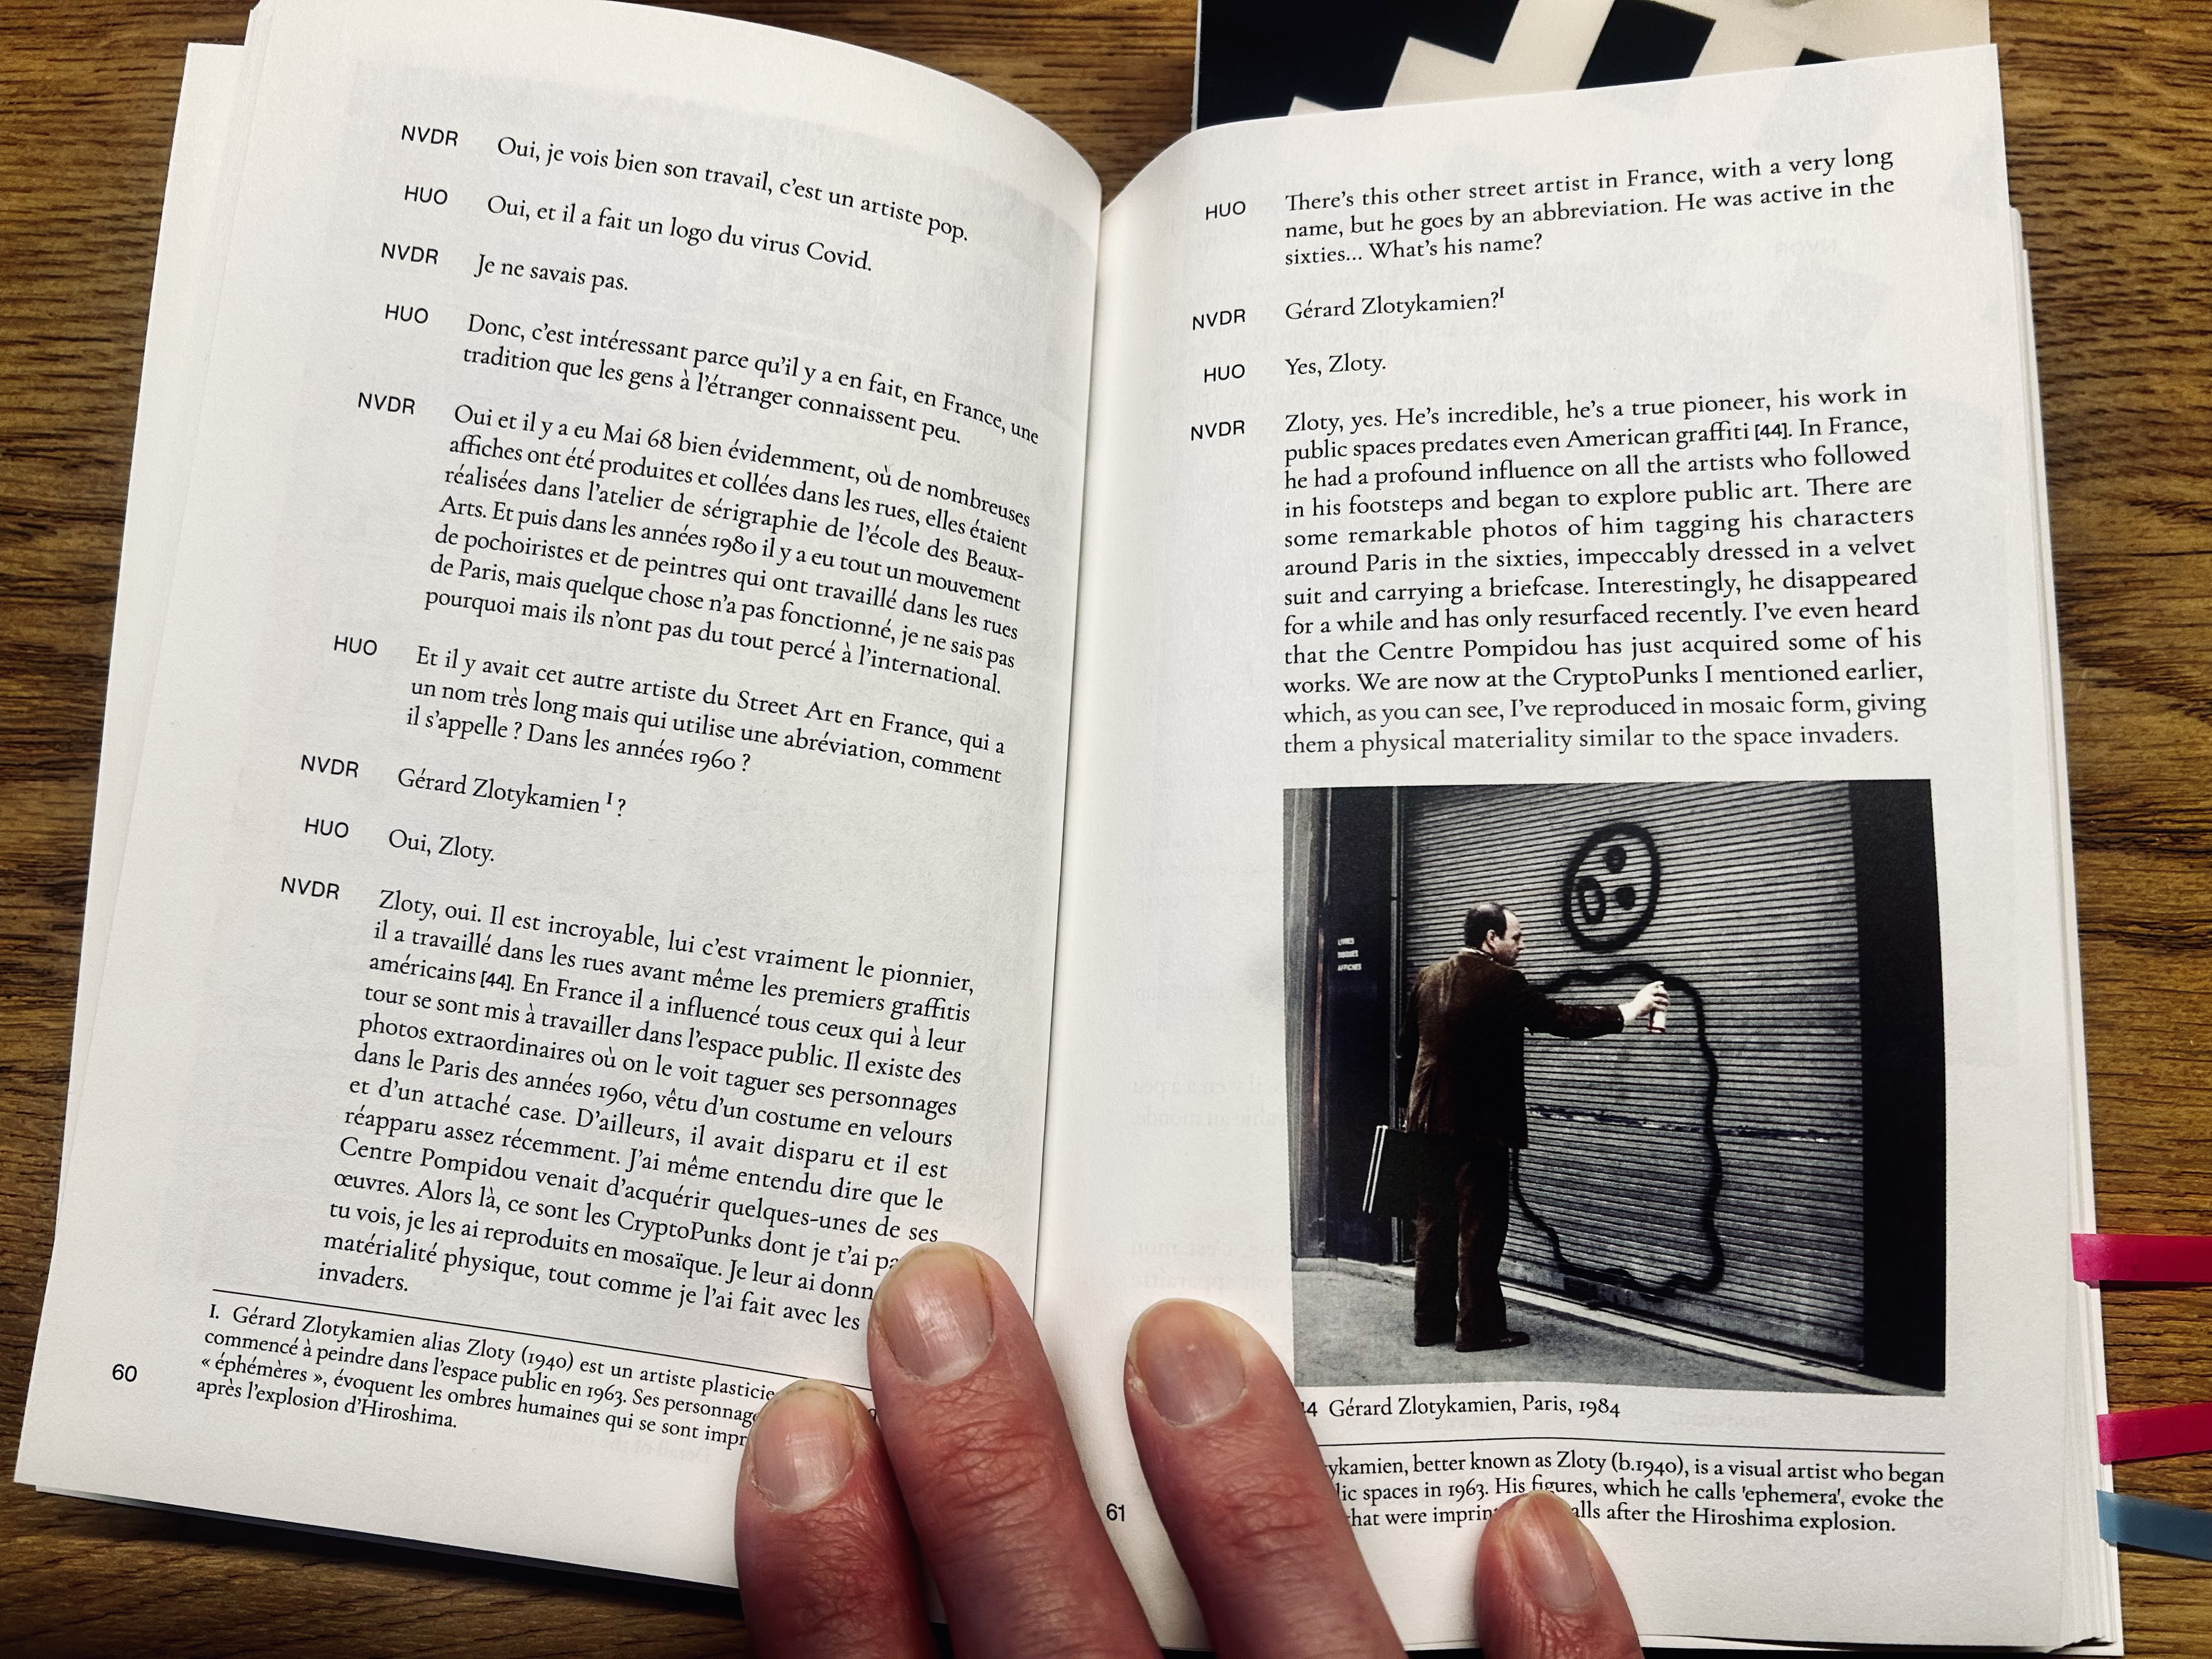 NVDR Oui, je vois bien son travail, c'est un artiste pop.
HUO Oui, et il a fait un logo du virus Covid.
NVDR Je ne savais pas.
HUO Donc, c'est intéressant parce qu'il y a en fait, en France, une
tradition que les gens à l'étranger connaissent peu.
NVDR Oui et il y a eu Mai 68 bien évidemment, où de nombreuses
affiches ont été produites et collées dans les rues, elles étaient
réalisées dans l'atelier de sérigraphie de l'école des Beaux-
Arts. Et puis dans les années 1980 il y a eu tout un mouvement
de pochoiristes et de peintres qui ont travaillé dans les rues
de Paris, mais quelque chose n'a pas fonctionné, je ne sais pas
pourquoi mais ils n'ont pas du tout percé à l'international.
HUO Et il y avait cet autre artiste du Street Art en France, qui a
un nom très long mais qui utilise une abréviation, comment
il s'appelle ? Dans les années 1960 ?
NVDR Gérard Zlotykamien I ?
HUO Oui, Zloty.
NVDR Zloty, oui. Il est incroyable, lui c'est vraiment le pionnier,
il a travaillé dans les rues avant même les premiers graffitis
américains [44]. En France il a influencé tous ceux qui à leur
tour se sont mis à travailler dans l'espace public. Il existe des
photos extraordinaires où on le voit taguer ses personnages
dans le Paris des années 1960, vêtu d'un costume en velours
et d'un attaché case. D'ailleurs, il avait disparu et il est
réapparu assez récemment. J'ai même entendu dire que le
Centre Pompidou venait d'acquérir quelques-unes de ses
œuvres. Alors là, ce sont les CryptoPunks dont je t'ai
tu vois, je les ai reproduits en mosaïque. Je leur ai
matérialité physique, tout comme je l'ai fait avec les
invaders.
I. Gérard Zlotykamien alias Zloty (1940) est un artiste
commencé à peindre dans l'espace public en 1963. Ses
« éphémères », évoquent les ombres humaines qui se sont
après l'explosion d'Hiroshima.
60
HUO There's this other street artist in France, with a very long
name, but he goes by an abbreviation. He was active in the
sixties... What's his name?
NVDR Gérard Zlotykamien?I
HUO Yes, Zloty.
NVDR Zloty, yes. He's incredible, he's a true pioneer, his work in
public spaces predates even American graffiti [44]. In France,
he had a profound influence on all the artists who followed
in his footsteps and began to explore public art. There are
some remarkable photos of him tagging his characters
around Paris in the sixties, impeccably dressed in a velvet
suit and carrying a briefcase. Interestingly, he disappeared
for a while and has only resurfaced recently. I've even heard
that the Centre Pompidou has just acquired some of his
works. We are now at the CryptoPunks I mentioned earlier,
which, as you can see, I've reproduced in mosaic form, giving
them a physical materiality similar to the space invaders.
LIVRES
DISQUES
AFFICHES
Gérard Zlotykamien, Paris, 1984
better known as Zloty (b.1940), is a visual artist who began
spaces in 1963. His figures, which he calls 'ephemera', evoke the
were after the Hiroshima explosion.
61